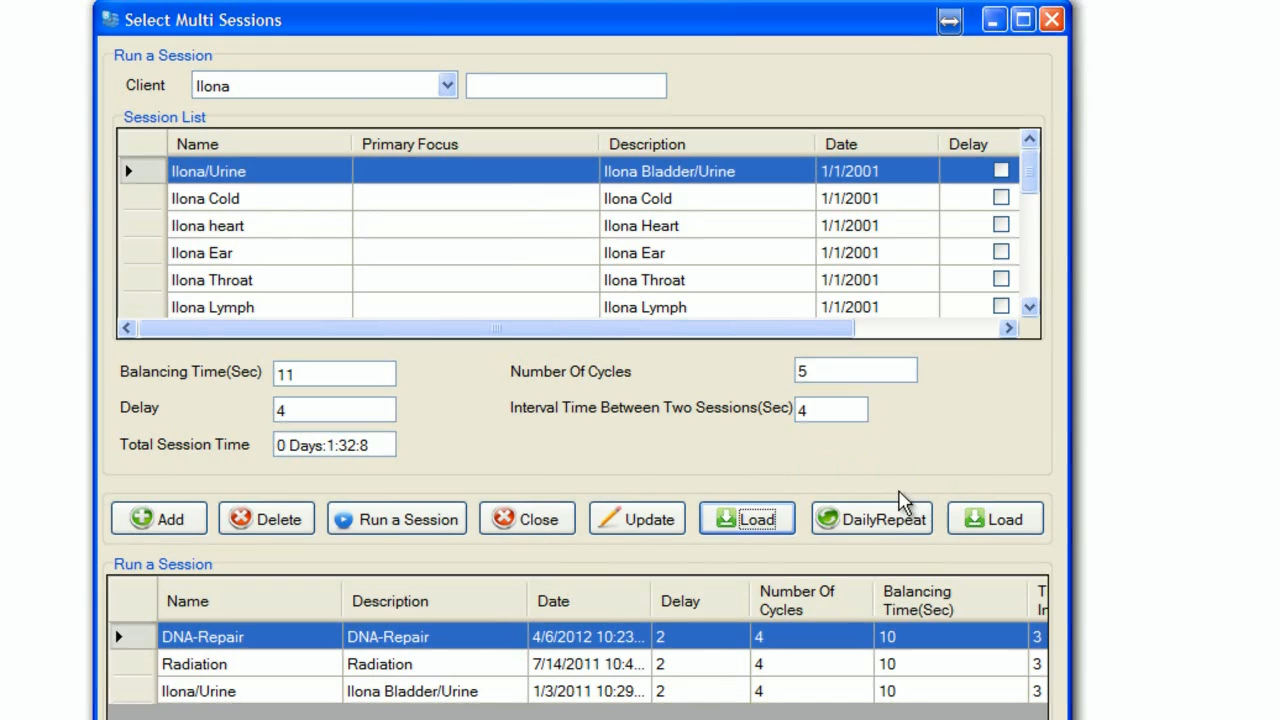 Select Multi Sessions
Run a Session
Client Ilona
Session List
Name Primary Focus Description Date Delay
Ilona/Urine Ilona Bladder/Urine 1/1/2001
Ilona Cold Ilona Cold 1/1/2001
Ilona heart Ilona Heart 1/1/2001
Ilona Ear Ilona Ear 1/1/2001
Ilona Throat Ilona Throat 1/1/2001
Ilona Lymph Ilona Lymph 1/1/2001
Balancing Time(Sec) 11 Number Of Cycles 5
Delay 4 Interval Time Between Two Sessions(Sec) 4
Total Session Time 0 Days:1:32:8
Add Delete Run a Session Close Update Load DailyRepeat Load
Run a Session
Name Description Date Delay Number Of Cycles Balancing Time(Sec)
DNA-Repair DNA-Repair 4/6/2012 10:23... 2 4 10 3
Radiation Radiation 7/14/2011 10:4... 2 4 10 3
Ilona/Urine Ilona Bladder/Urine 1/3/2011 10:29... 2 4 10 3